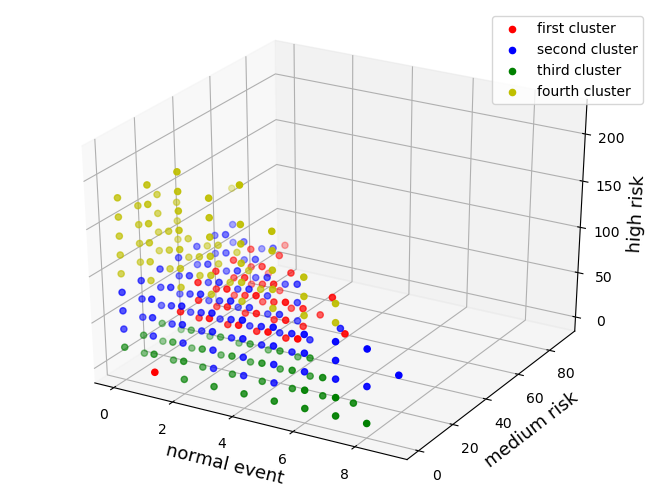 first cluster
second cluster
third cluster
fourth cluster
200
150
100
50
0
high risk
80
60
40
20
0
medium risk
0
2
4
6
8
normal event